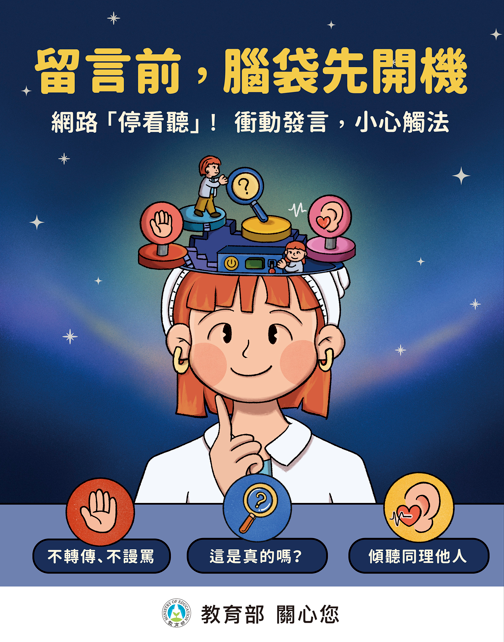 留言前，腦袋先開機
網路「停看聽」！ 衝動發言，小心觸法
?
?
不轉傳、不謾罵
這是真的嗎？
傾聽同理他人
教育部 關心您